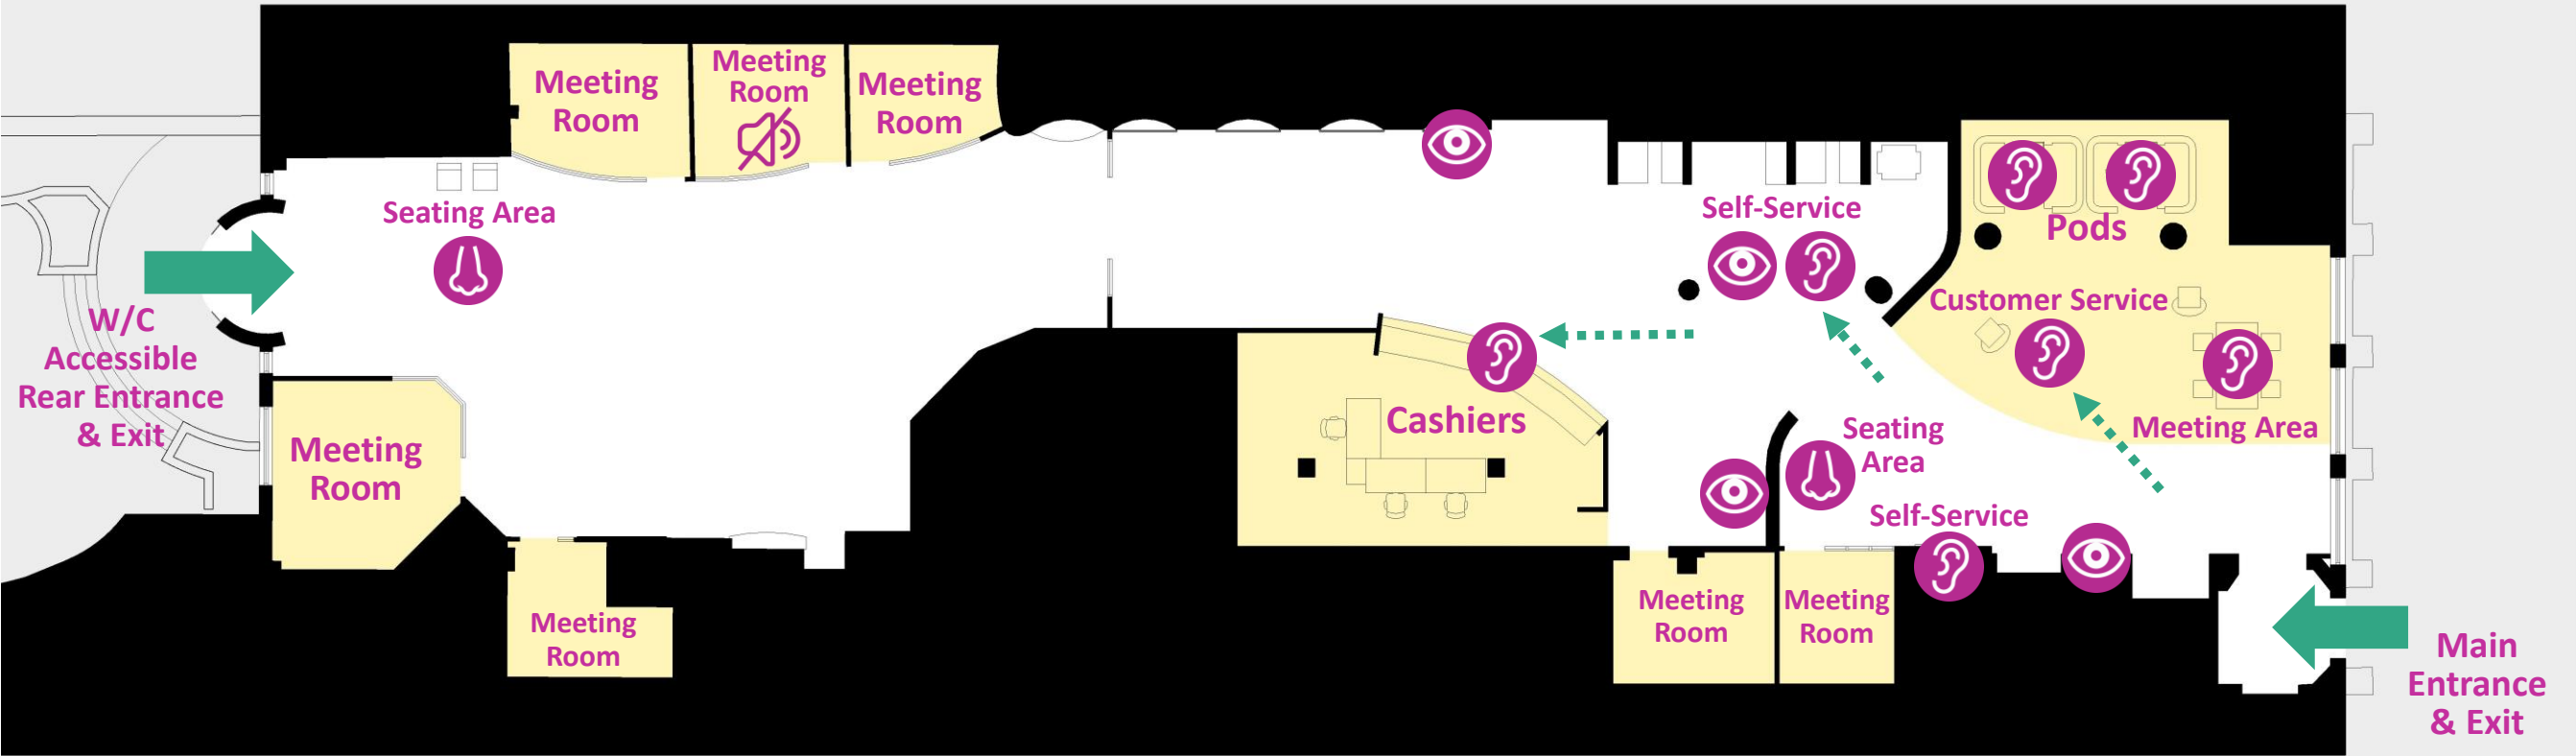 Meeting
Room
Meeting
Room
Meeting
Room
Seating Area
W/C
Accessible
Rear Entrance
& Exit
Meeting
Room
Meeting
Room
Self-Service
Pods
Customer Service
Meeting Area
Cashiers
Seating
Area
Self-Service
Meeting
Room
Meeting
Room
Main
Entrance
& Exit